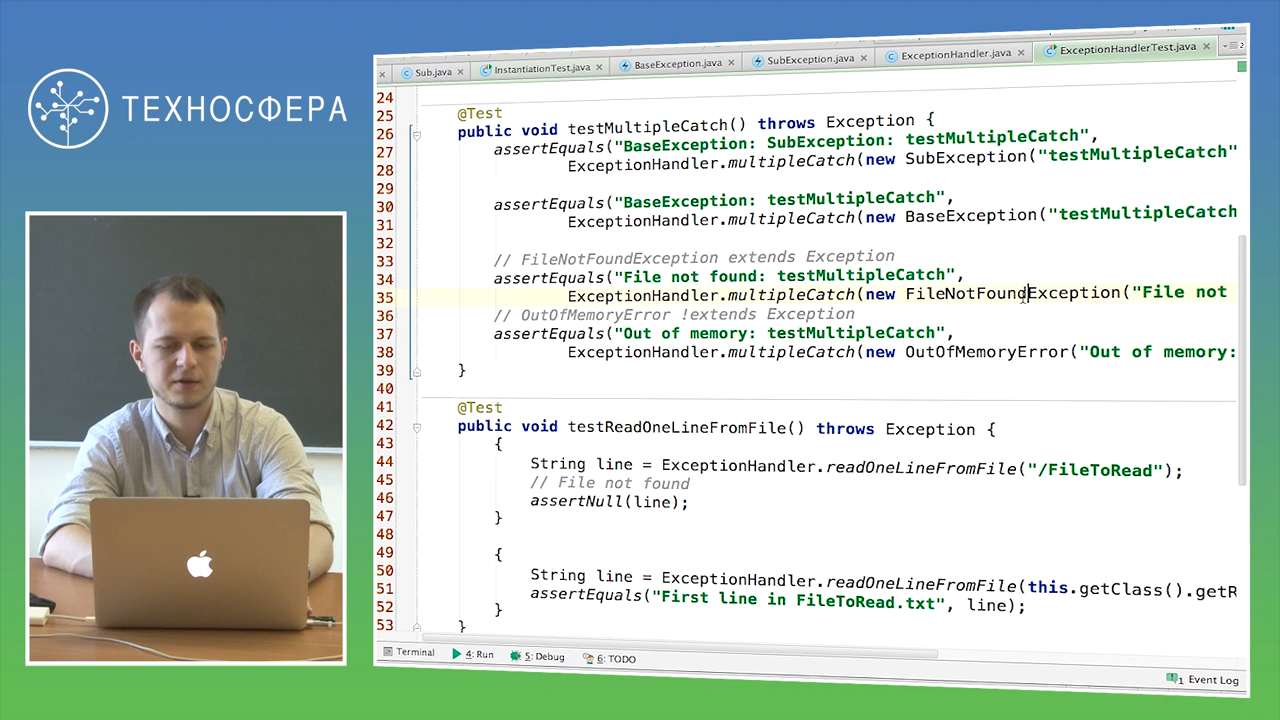 ТЕХНОСФЕРА
Sub.java
InstantiationTest.java
BaseException.java
SubException.java
ExceptionHandler.java
ExceptionHandlerTest.java
2
24
25 @Test
26 public void testMultipleCatch() throws Exception {
27 assertEquals("BaseException: SubException: testMultipleCatch",
28 ExceptionHandler.multipleCatch(new SubException("testMultipleCatch"
29
30 assertEquals("BaseException: testMultipleCatch",
31 ExceptionHandler.multipleCatch(new BaseException("testMultipleCatch
32
33 // FileNotFoundException extends Exception
34 assertEquals("File not found: testMultipleCatch",
35 ExceptionHandler.multipleCatch(new FileNotFoundException("File not
36 // OutOfMemoryError !extends Exception
37 assertEquals("Out of memory: testMultipleCatch",
38 ExceptionHandler.multipleCatch(new OutOfMemoryError("Out of memory:
39 }
40
41 @Test
42 public void testReadOneLineFromFile() throws Exception {
43 {
44 String line = ExceptionHandler.readOneLineFromFile("/FileToRead");
45 // File not found
46 assertNull(line);
47 }
48
49 {
50 String line = ExceptionHandler.readOneLineFromFile(this.getClass().getR
51 assertEquals("First line in FileToRead.txt", line);
52 }
53 }
Terminal
4: Run
5: Debug
6: TODO
1 Event Log